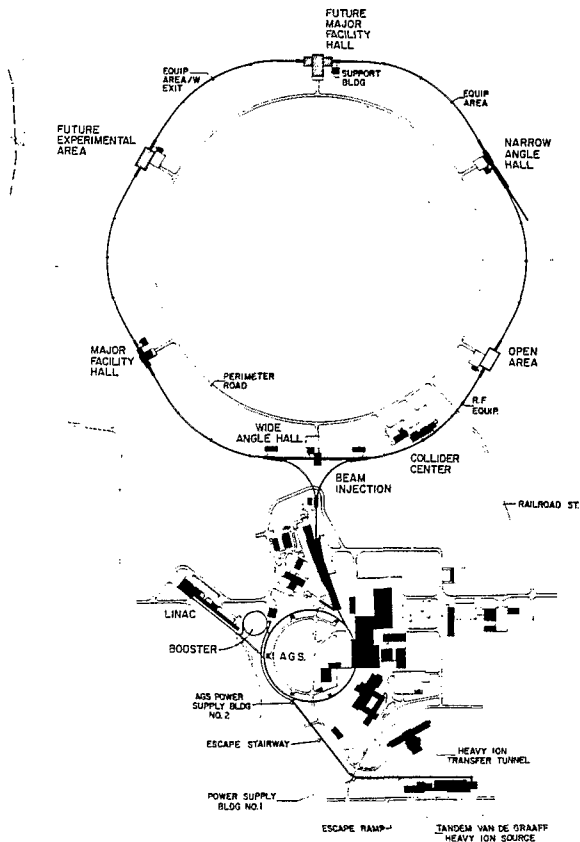 FUTURE
MAJOR
FACILITY
HALL
EQUIP
AREA/W
EXIT
SUPPORT
BLDG
EQUIP
AREA
FUTURE
EXPERIMENTAL
AREA
NARROW
ANGLE
HALL
MAJOR
FACILITY
HALL
OPEN
AREA
PERIMETER
ROAD
R.F
EQUIP.
WIDE
ANGLE HALL
COLLIDER
CENTER
BEAM
INJECTION
RAILROAD ST.
LINAC
BOOSTER
A.G.S.
AGS POWER
SUPPLY BLDG
NO.2
ESCAPE STAIRWAY
HEAVY ION
TRANSFER TUNNEL
POWER SUPPLY
BLDG NO.1
ESCAPE RAMP
TANDEM VAN DE GRAAFF
HEAVY ION SOURCE